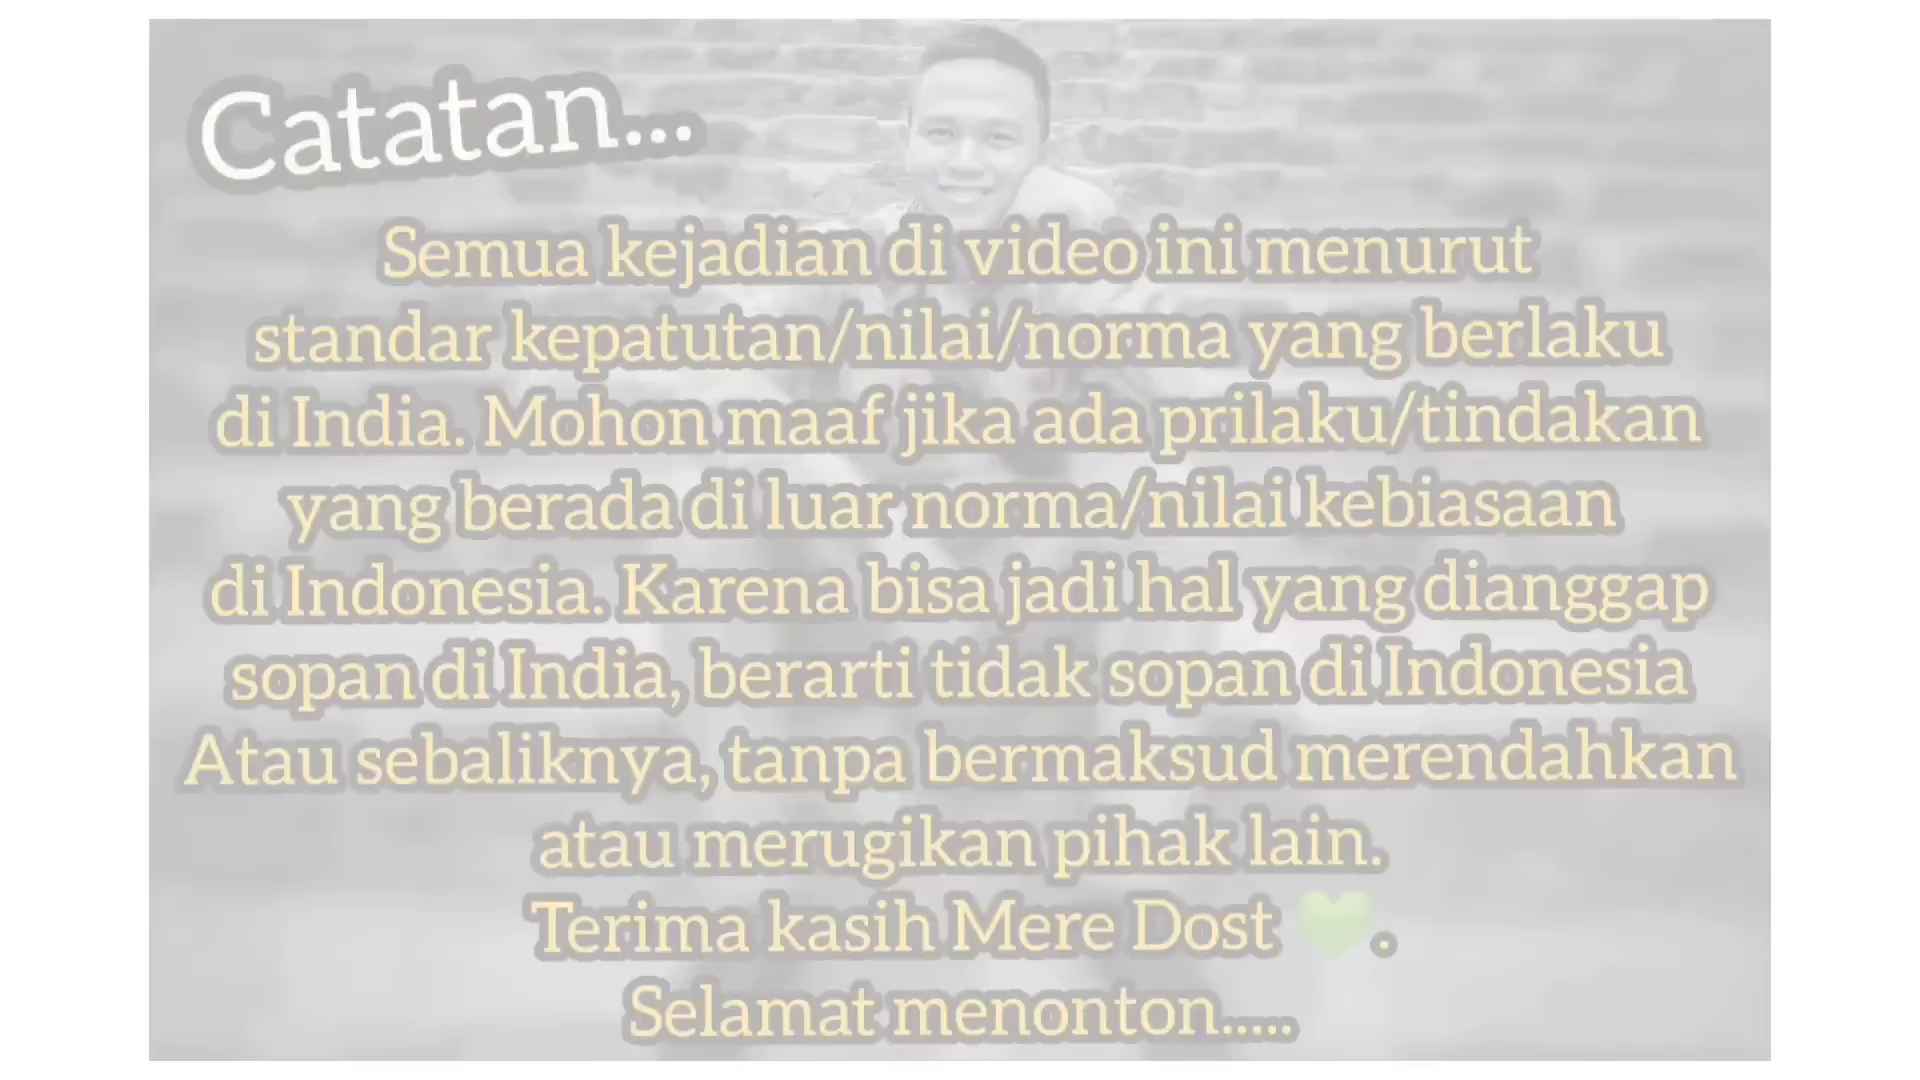 Catatan...
Semua kejadian di video ini menurut
standar kepatutan/nilai/norma yang berlaku
di India. Mohon maaf jika ada prilaku/tindakan
yang berada di luar norma/nilai kebiasaan
di Indonesia. Karena bisa jadi hal yang dianggap
sopan di India, berarti tidak sopan di Indonesia
Atau sebaliknya, tanpa bermaksud merendahkan
atau merugikan pihak lain.
Terima kasih Mere Dost 💚.
Selamat menonton.....